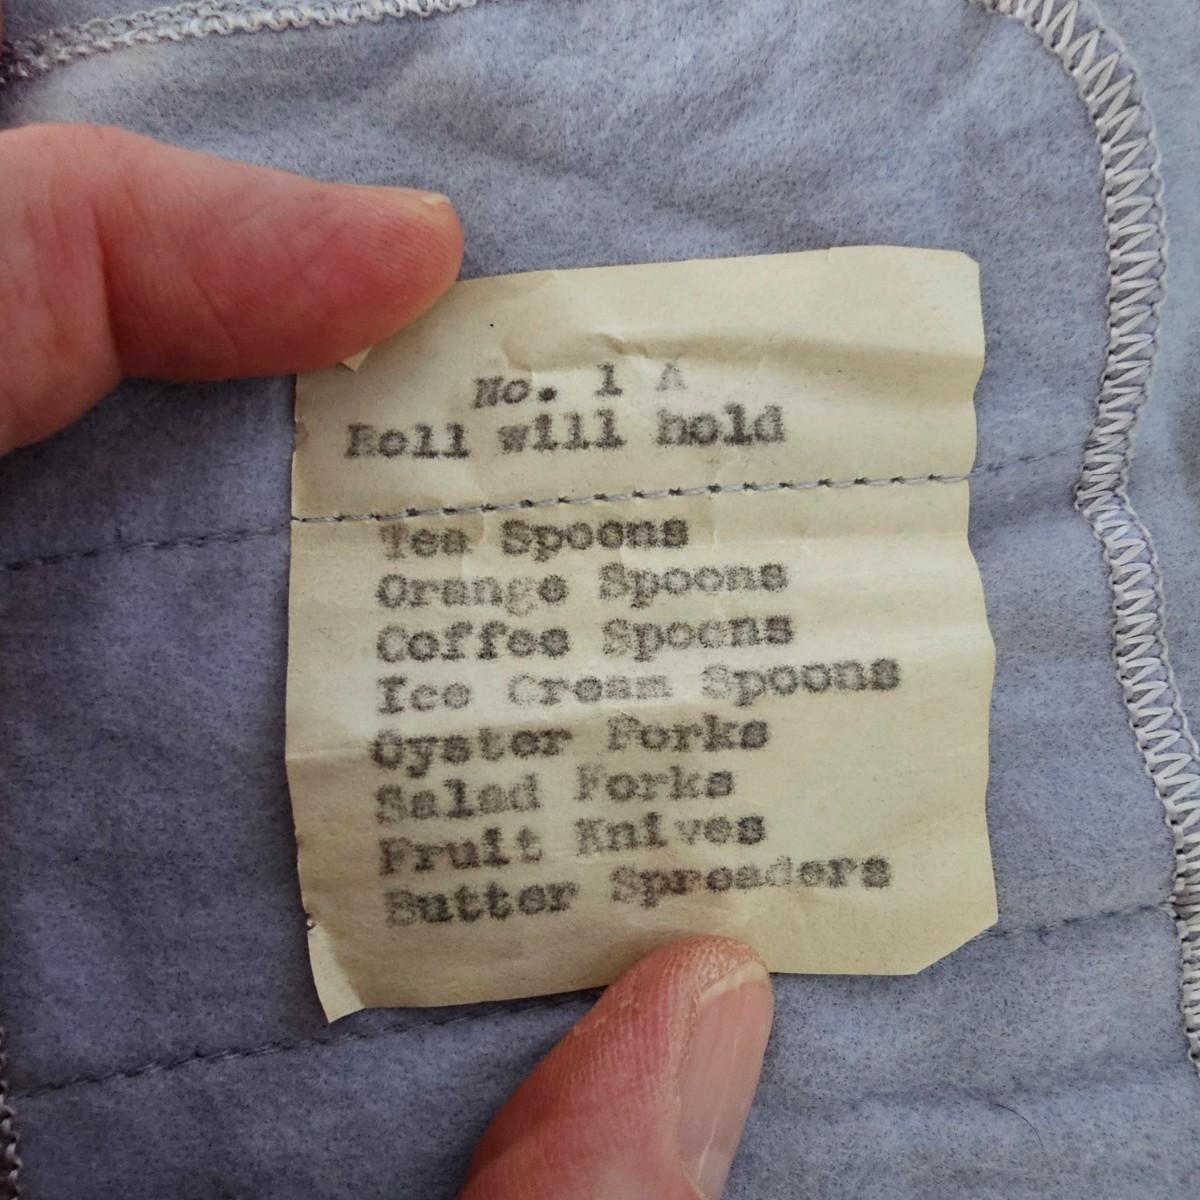 No. 1 A
Roll will hold
Tea Spoons
Orange Spoons
Coffee Spoons
Ice Cream Spoons
Oyster Forks
Salad Forks
Fruit Knives
Butter Spreaders